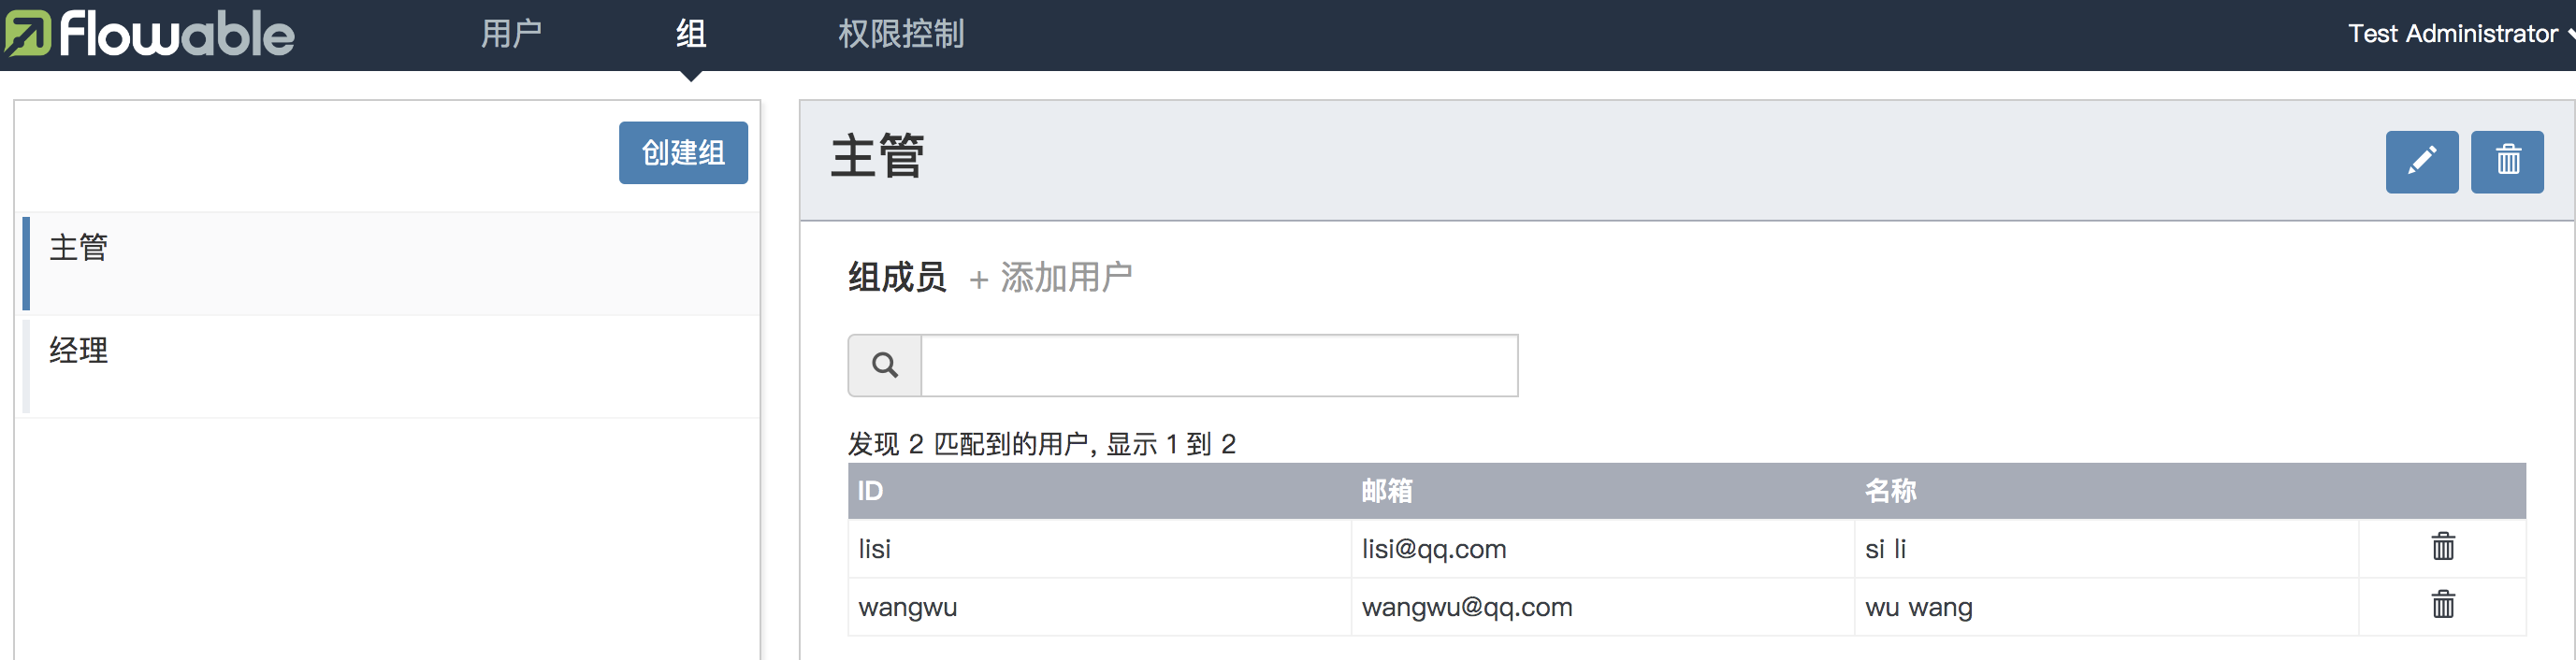 flowable 用户 组 权限控制 Test Administrator
创建组
主管
经理
主管
组成员 + 添加用户
发现 2 匹配到的用户, 显示 1 到 2
ID 邮箱 名称
lisi lisi@qq.com si li
wangwu wangwu@qq.com wu wang